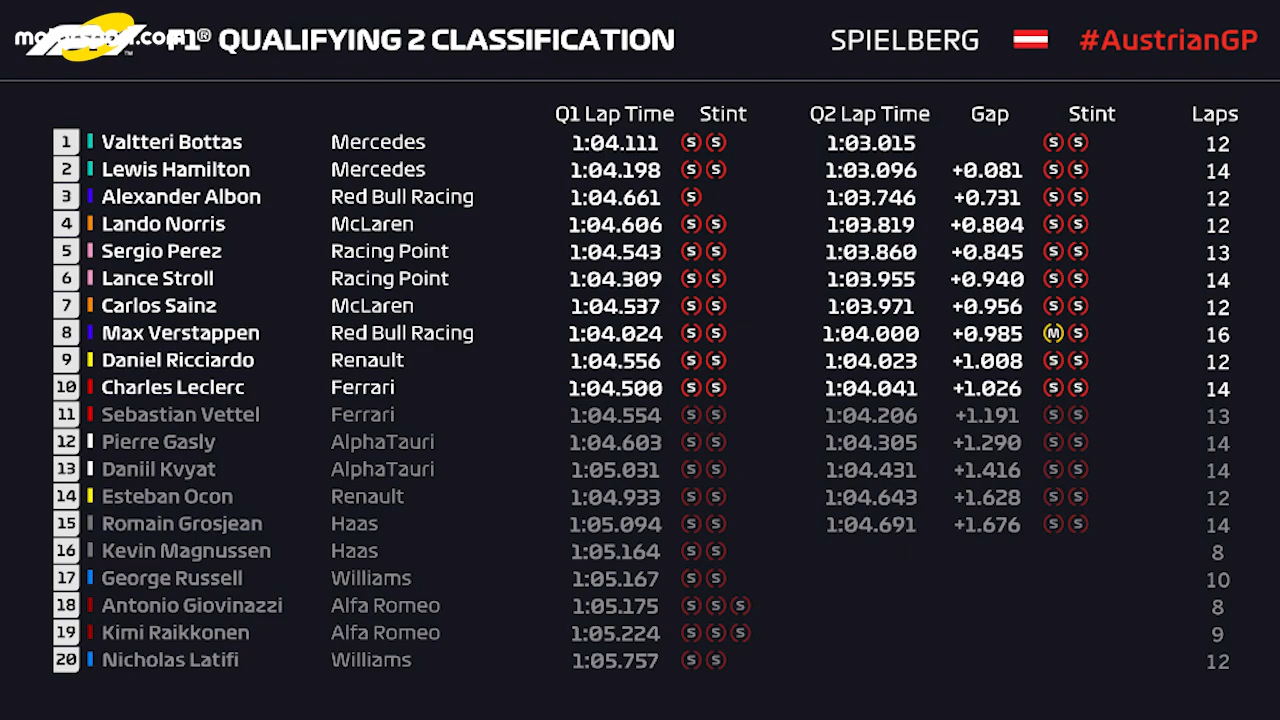 motorsport.com F1® QUALIFYING 2 CLASSIFICATION SPIELBERG #AustrianGP
Q1 Lap Time Stint Q2 Lap Time Gap Stint Laps
1 Valtteri Bottas Mercedes 1:04.111 S S 1:03.015 S S 12
2 Lewis Hamilton Mercedes 1:04.198 S S 1:03.096 +0.081 S S 14
3 Alexander Albon Red Bull Racing 1:04.661 S 1:03.746 +0.731 S S 12
4 Lando Norris McLaren 1:04.606 S S 1:03.819 +0.804 S S 12
5 Sergio Perez Racing Point 1:04.543 S S 1:03.860 +0.845 S S 13
6 Lance Stroll Racing Point 1:04.309 S S 1:03.955 +0.940 S S 14
7 Carlos Sainz McLaren 1:04.537 S S 1:03.971 +0.956 S S 12
8 Max Verstappen Red Bull Racing 1:04.024 S S 1:04.000 +0.985 M S 16
9 Daniel Ricciardo Renault 1:04.556 S S 1:04.023 +1.008 S S 12
10 Charles Leclerc Ferrari 1:04.500 S S 1:04.041 +1.026 S S 14
11 Sebastian Vettel Ferrari 1:04.554 S S 1:04.206 +1.191 S S 13
12 Pierre Gasly AlphaTauri 1:04.603 S S 1:04.305 +1.290 S S 14
13 Daniil Kvyat AlphaTauri 1:05.031 S S 1:04.431 +1.416 S S 14
14 Esteban Ocon Renault 1:04.933 S S 1:04.643 +1.628 S S 12
15 Romain Grosjean Haas 1:05.094 S S 1:04.691 +1.676 S S 14
16 Kevin Magnussen Haas 1:05.164 S S 8
17 George Russell Williams 1:05.167 S S 10
18 Antonio Giovinazzi Alfa Romeo 1:05.175 S S S 8
19 Kimi Raikkonen Alfa Romeo 1:05.224 S S S 9
20 Nicholas Latifi Williams 1:05.757 S S 12